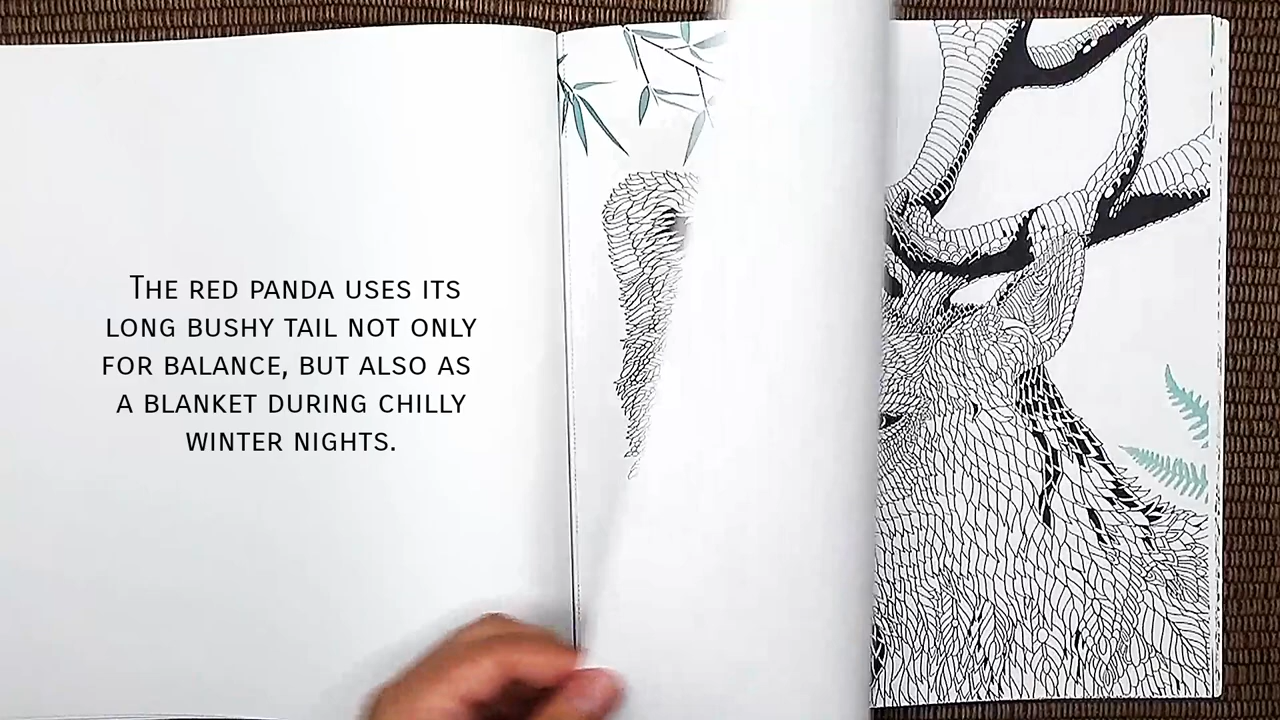 The red panda uses its
long bushy tail not only
for balance, but also as
a blanket during chilly
winter nights.